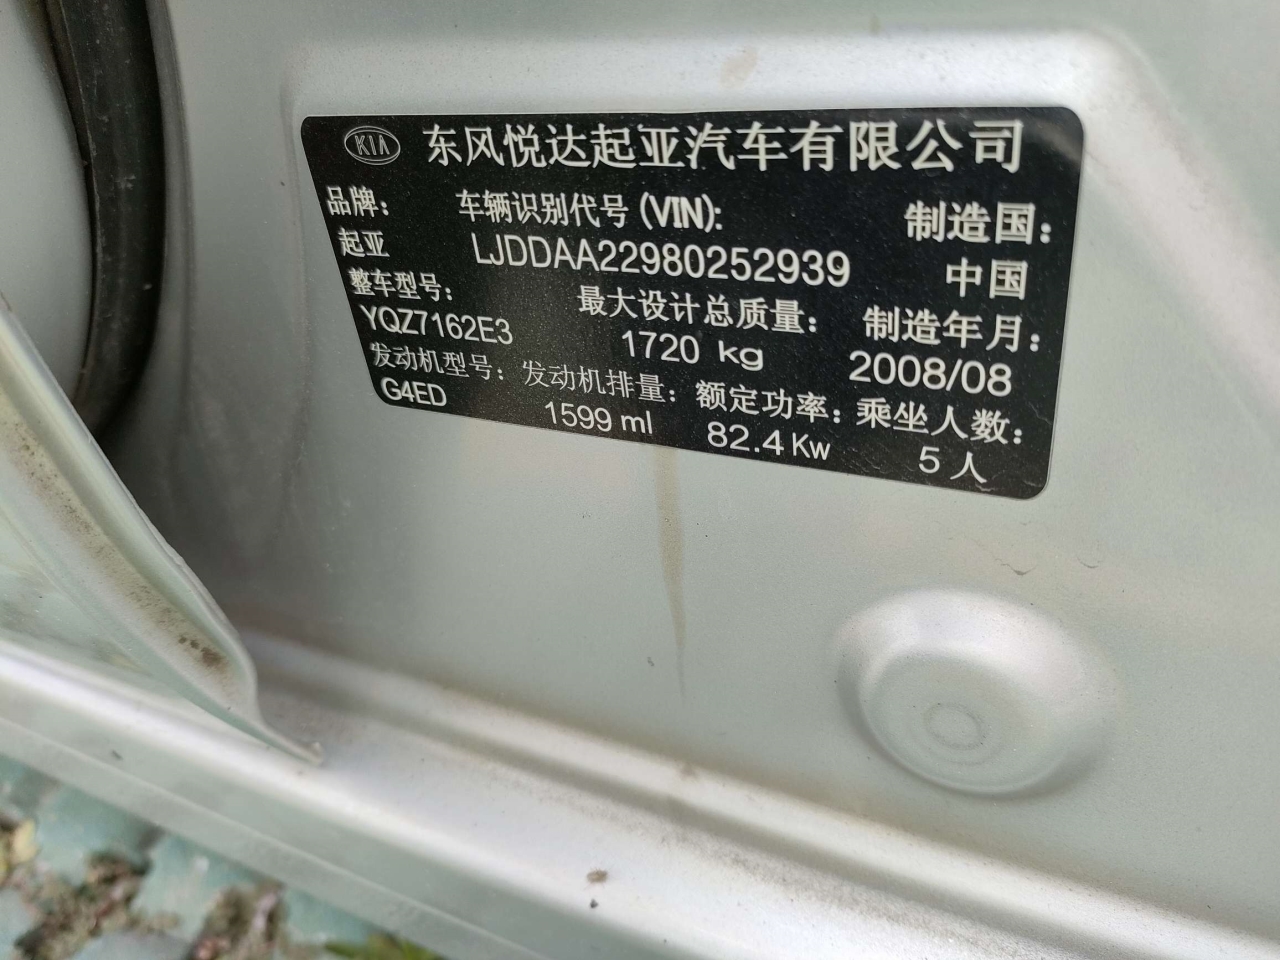 KIA 东风悦达起亚汽车有限公司
品牌： 车辆识别代号(VIN): 制造国：
起亚 LJDDAA22980252939 中国
整车型号： 最大设计总质量： 制造年月：
YQZ7162E3 1720 kg 2008/08
发动机型号： 发动机排量： 额定功率： 乘坐人数：
G4ED 1599 ml 82.4 Kw 5人